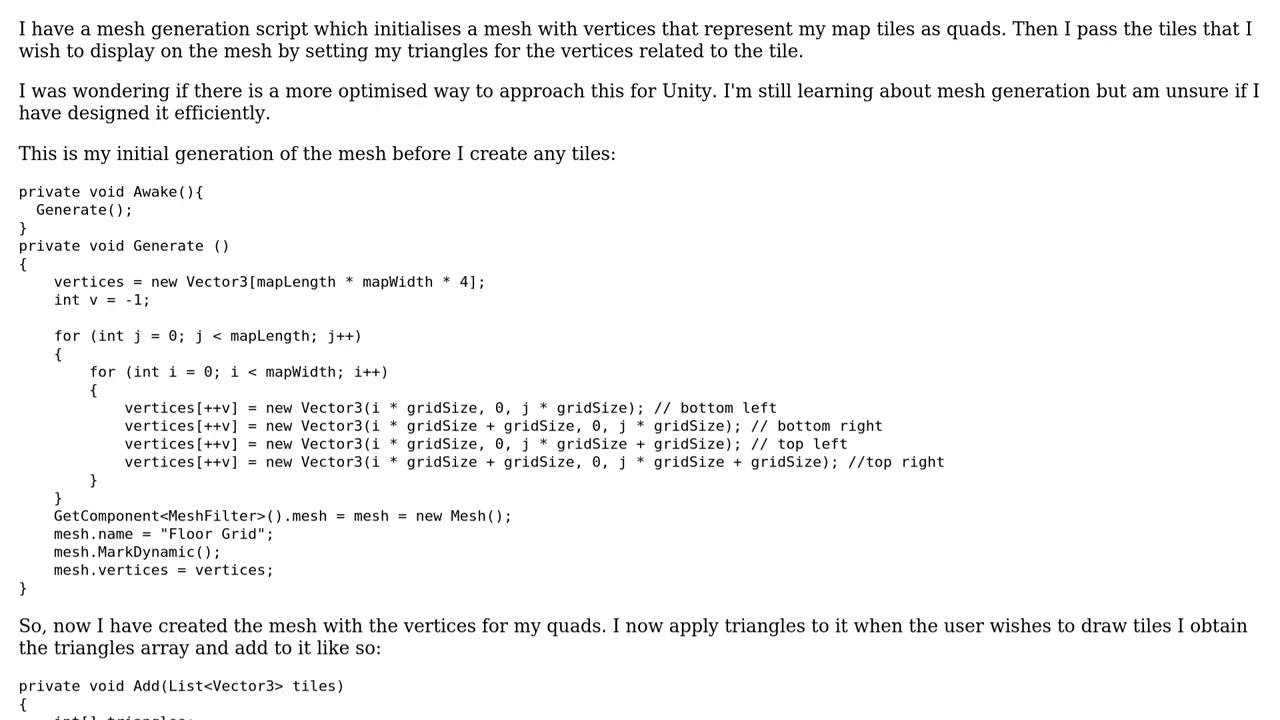 I have a mesh generation script which initialises a mesh with vertices that represent my map tiles as quads. Then I pass the tiles that I
wish to display on the mesh by setting my triangles for the vertices related to the tile.
I was wondering if there is a more optimised way to approach this for Unity. I'm still learning about mesh generation but am unsure if I
have designed it efficiently.
This is my initial generation of the mesh before I create any tiles:
private void Awake(){
  Generate();
}
private void Generate ()
{
    vertices = new Vector3[mapLength * mapWidth * 4];
    int v = -1;
    for (int j = 0; j < mapLength; j++)
    {
        for (int i = 0; i < mapWidth; i++)
        {
            vertices[++v] = new Vector3(i * gridSize, 0, j * gridSize); // bottom left
            vertices[++v] = new Vector3(i * gridSize + gridSize, 0, j * gridSize); // bottom right
            vertices[++v] = new Vector3(i * gridSize, 0, j * gridSize + gridSize); // top left
            vertices[++v] = new Vector3(i * gridSize + gridSize, 0, j * gridSize + gridSize); //top right
        }
    }
    GetComponent<MeshFilter>().mesh = mesh = new Mesh();
    mesh.name = "Floor Grid";
    mesh.MarkDynamic();
    mesh.vertices = vertices;
}
So, now I have created the mesh with the vertices for my quads. I now apply triangles to it when the user wishes to draw tiles I obtain
the triangles array and add to it like so:
private void Add(List<Vector3> tiles)
{
    int[] triangles;